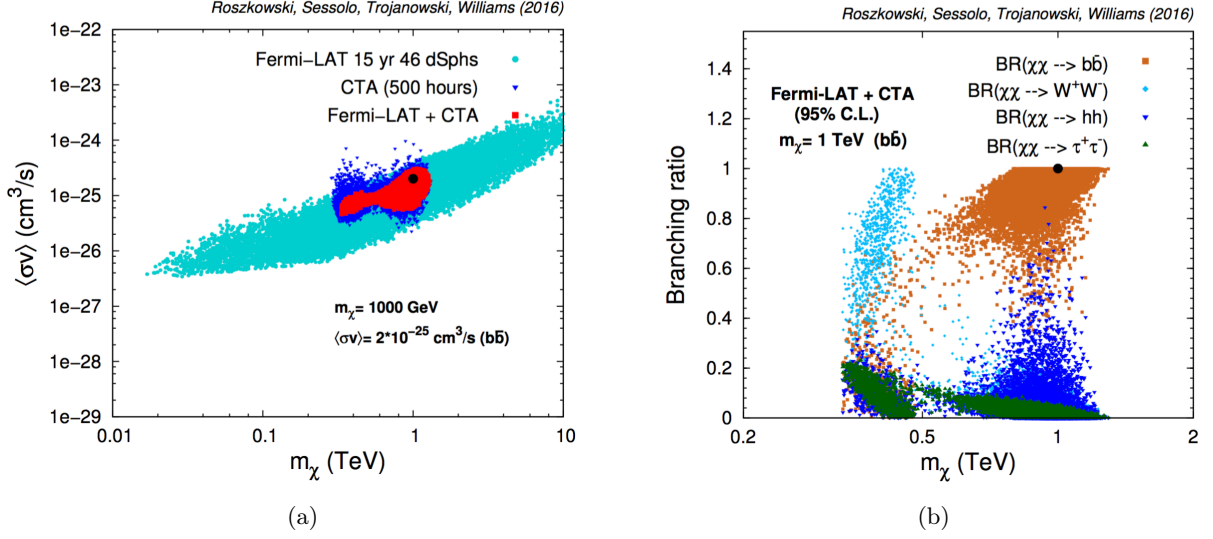 Roszkowski, Sessolo, Trojanowski, Williams (2016)
1e−22
1e−23
1e−24
1e−25
1e−26
1e−27
1e−28
1e−29
⟨σv⟩ (cm³/s)
Fermi−LAT 15 yr 46 dSphs
CTA (500 hours)
Fermi−LAT + CTA
mχ= 1000 GeV
⟨σv⟩= 2*10⁻²⁵ cm³/s (bb̄)
0.01 0.1 1 10
mχ (TeV)
(a)
Roszkowski, Sessolo, Trojanowski, Williams (2016)
1.4
1.2
1
0.8
0.6
0.4
0.2
0
Branching ratio
BR(χχ --> bb̄)
BR(χχ --> W⁺W⁻)
BR(χχ --> hh)
BR(χχ --> τ⁺τ⁻)
Fermi-LAT + CTA
(95% C.L.)
mχ= 1 TeV (bb̄)
0.2 0.5 1 2
mχ (TeV)
(b)